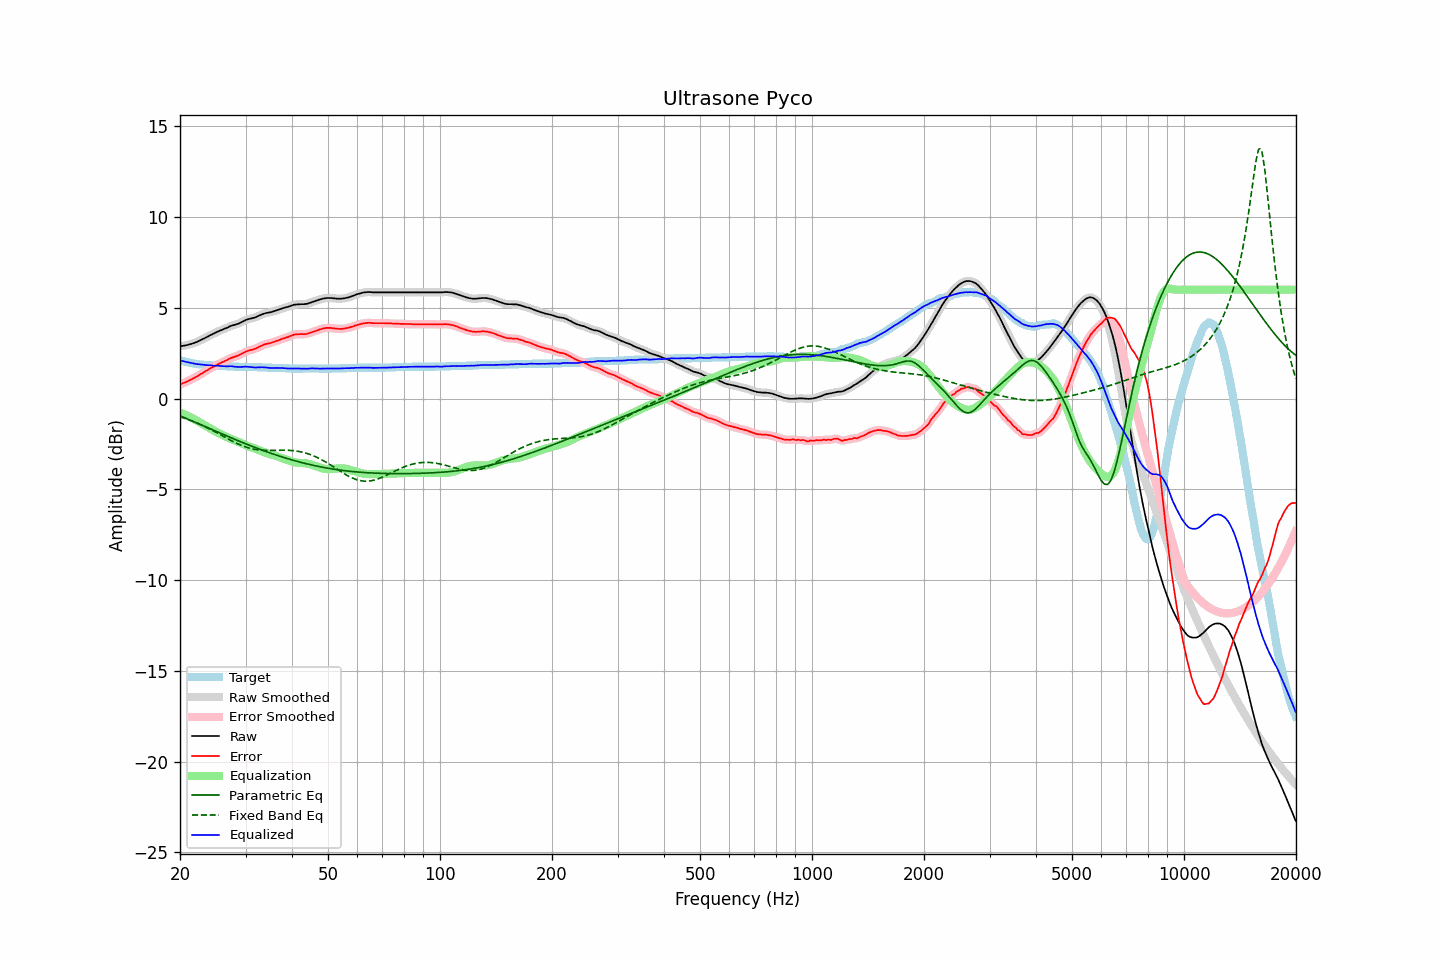 Ultrasone Pyco
15
10
5
0
−5
−10
−15
−20
−25
Amplitude (dBr)
Target
Raw Smoothed
Error Smoothed
Raw
Error
Equalization
Parametric Eq
Fixed Band Eq
Equalized
20 50 100 200 500 1000 2000 5000 10000 20000
Frequency (Hz)